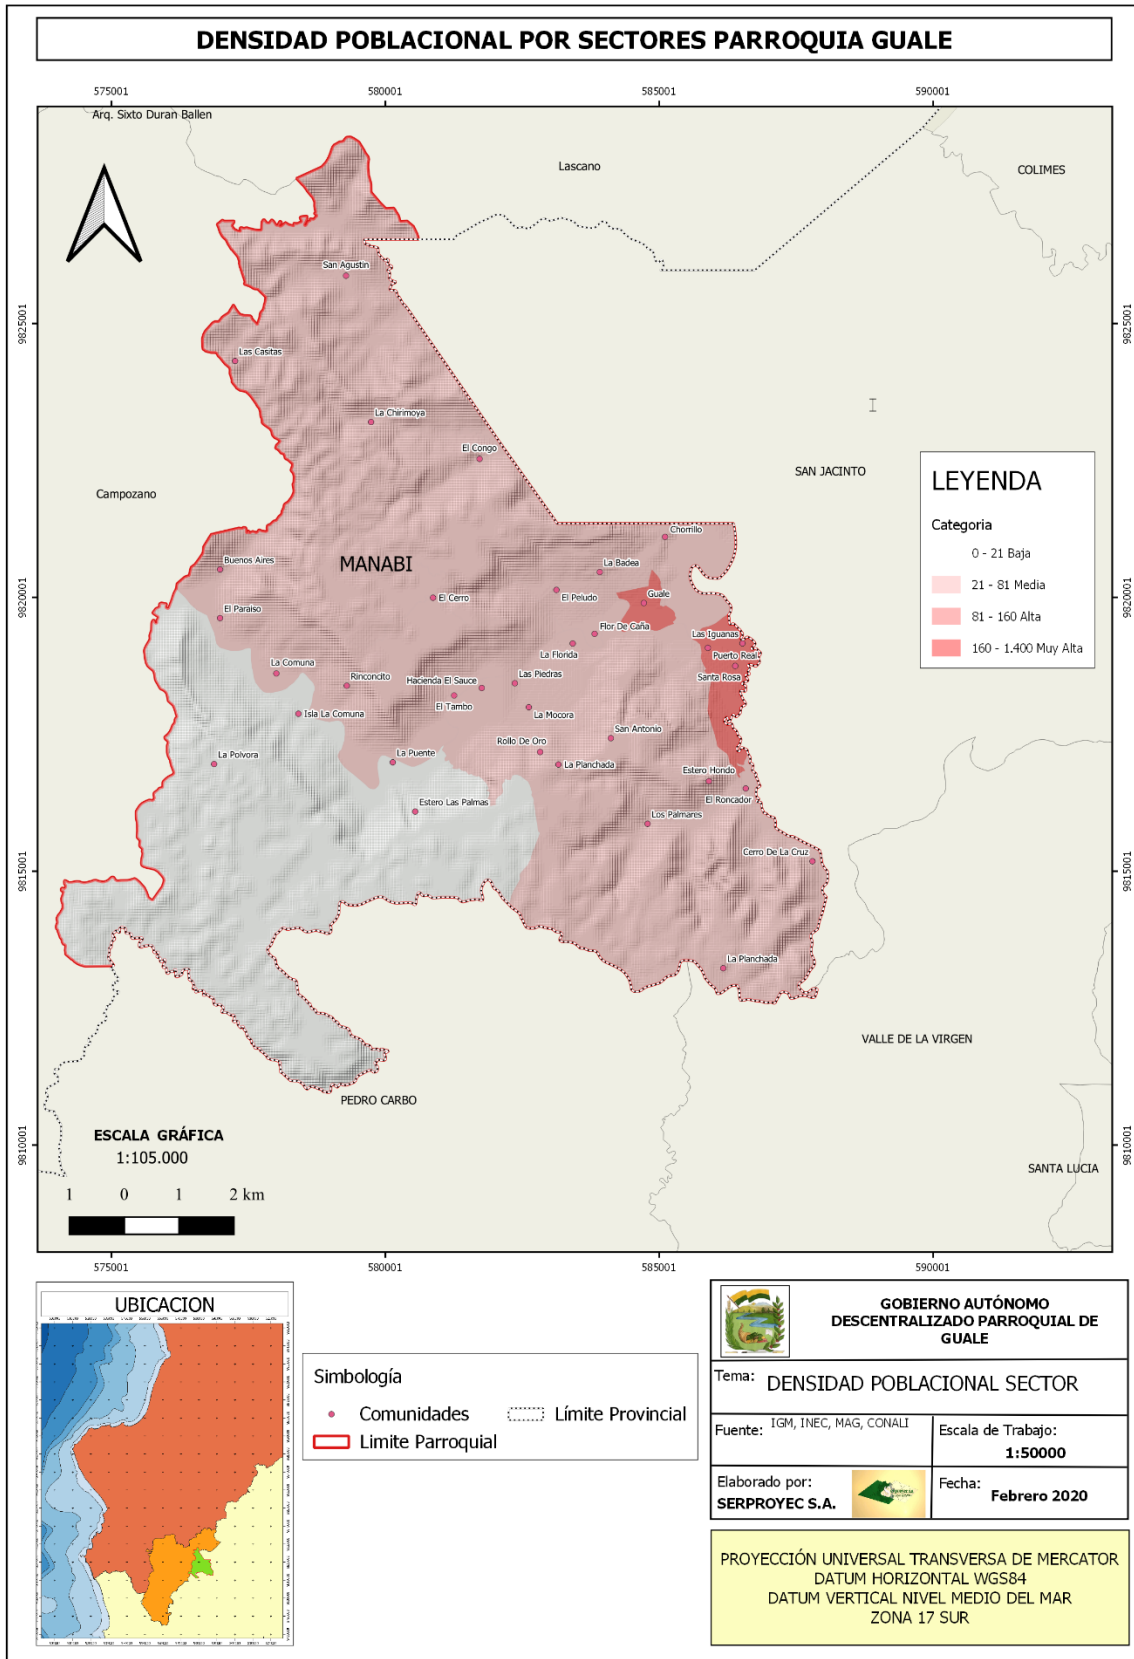 DENSIDAD POBLACIONAL POR SECTORES PARROQUIA GUALE
575001 580001 585001 590001
Arq. Sixto Duran Ballen
Lascano
COLIMES
San Agustin
9825001 9825001
Las Casitas
La Chirimoya
El Congo
SAN JACINTO
Campozano
LEYENDA
Categoria
0 - 21 Baja
21 - 81 Media
81 - 160 Alta
160 - 1.400 Muy Alta
Chorrillo
MANABI
Buenos Aires
La Badea
El Peludo
Guale
9820001 9820001
El Cerro
El Paraiso
Flor De Caña
Las Iguanas
La Florida
Puerto Real
La Comuna
Rinconcito
Hacienda El Sauce
Las Piedras
Santa Rosa
El Tambo
Isla La Comuna
La Mocora
San Antonio
Rollo De Oro
La Polvora
La Puente
La Planchada
Estero Hondo
El Roncador
Estero Las Palmas
Los Palmares
Cerro De La Cruz
9815001 9815001
La Planchada
VALLE DE LA VIRGEN
PEDRO CARBO
ESCALA GRÁFICA
1:105.000
9810001 9810001
SANTA LUCIA
1 0 1 2 km
575001 580001 585001 590001
UBICACION
Simbología
Comunidades
Límite Provincial
Limite Parroquial
GOBIERNO AUTÓNOMO
DESCENTRALIZADO PARROQUIAL DE
GUALE
Tema: DENSIDAD POBLACIONAL SECTOR
Fuente: IGM, INEC, MAG, CONALI
Escala de Trabajo:
1:50000
Elaborado por:
SERPROYEC S.A.
Fecha: Febrero 2020
PROYECCIÓN UNIVERSAL TRANSVERSA DE MERCATOR
DATUM HORIZONTAL WGS84
DATUM VERTICAL NIVEL MEDIO DEL MAR
ZONA 17 SUR